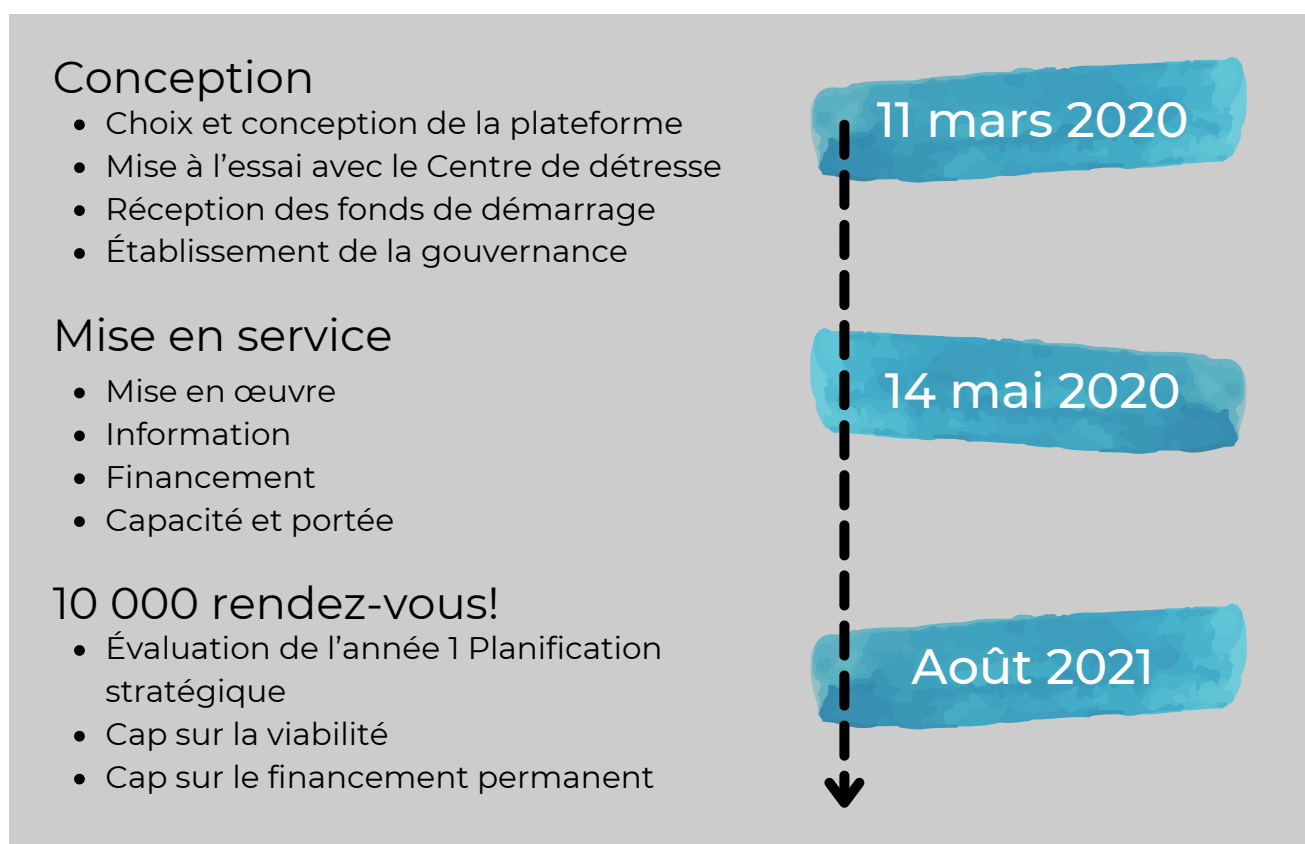 Conception
• Choix et conception de la plateforme
• Mise à l’essai avec le Centre de détresse
• Réception des fonds de démarrage
• Établissement de la gouvernance
11 mars 2020
Mise en service
• Mise en œuvre
• Information
• Financement
• Capacité et portée
14 mai 2020
10 000 rendez-vous!
• Évaluation de l’année 1 Planification
stratégique
• Cap sur la viabilité
• Cap sur le financement permanent
Août 2021